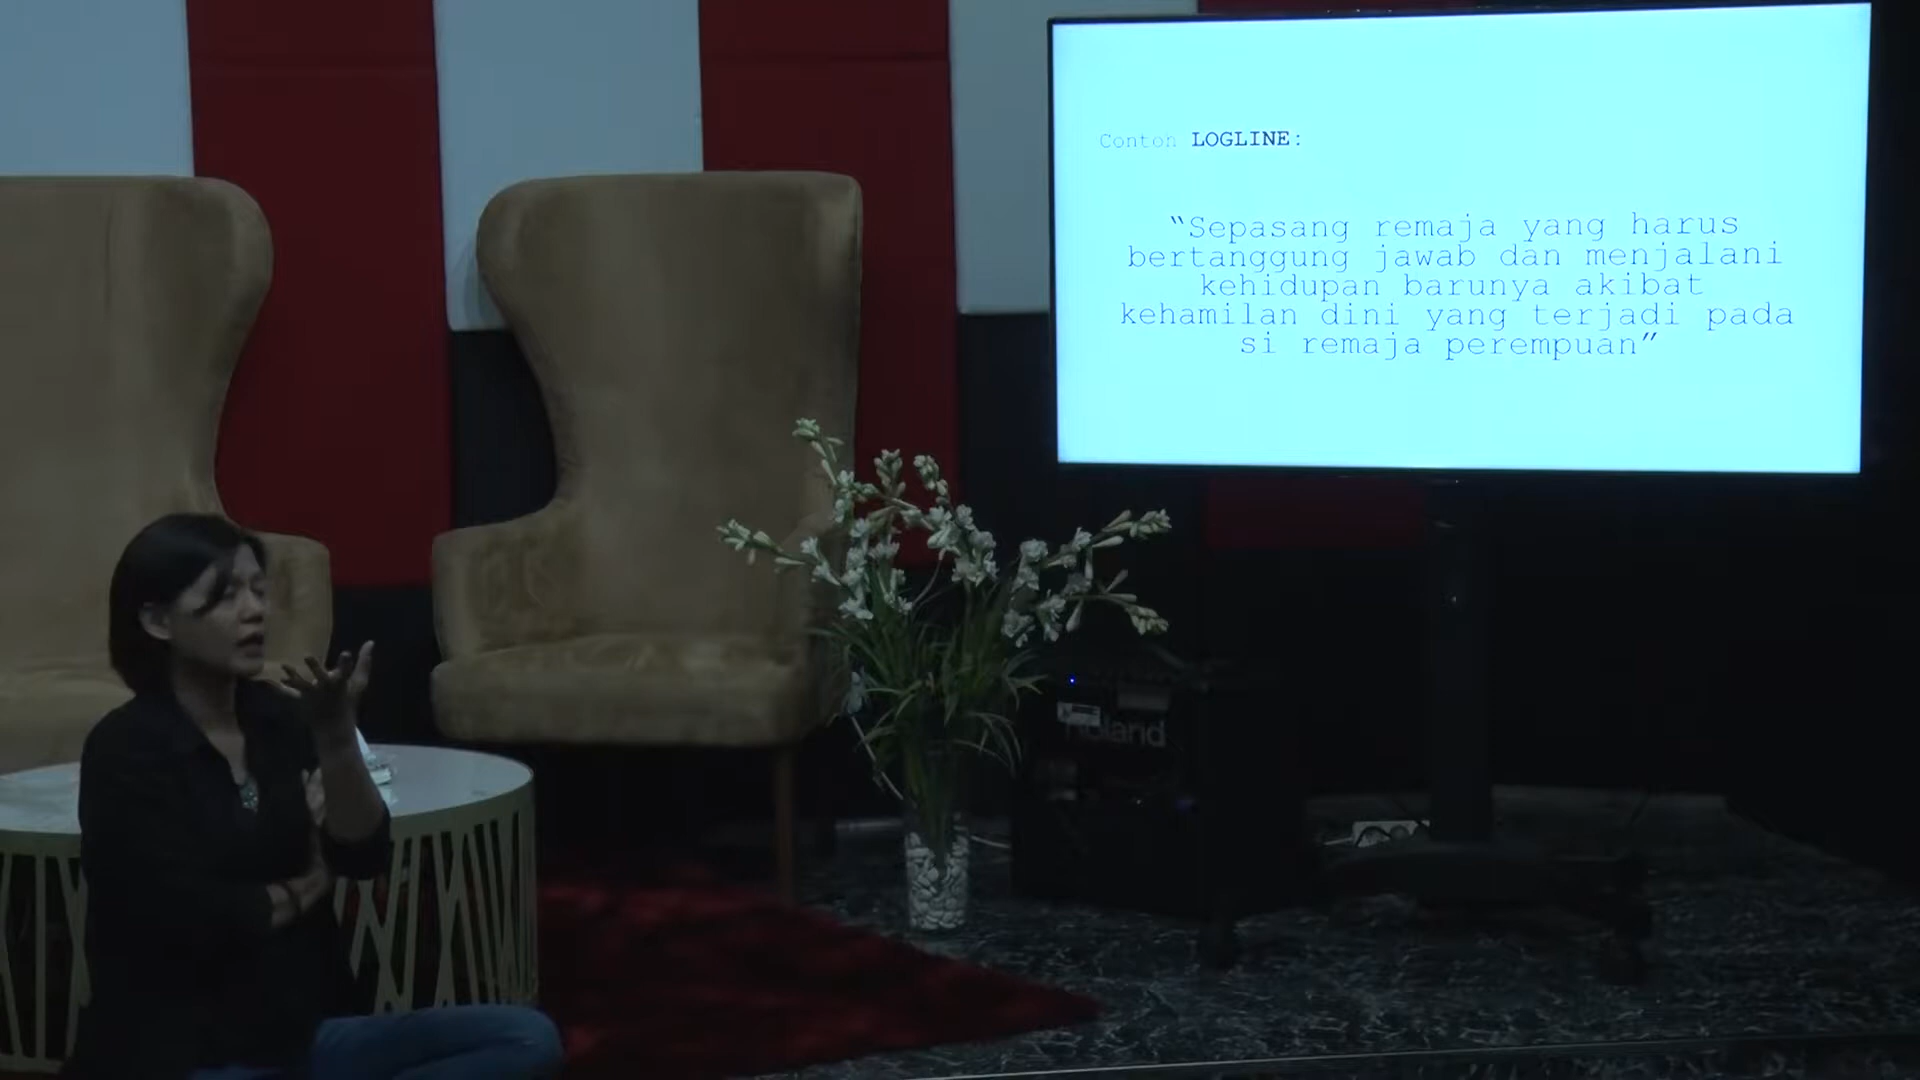 Contoh LOGLINE:
“Sepasang remaja yang harus
bertanggung jawab dan menjalani
kehidupan barunya akibat
kehamilan dini yang terjadi pada
si remaja perempuan”
Roland